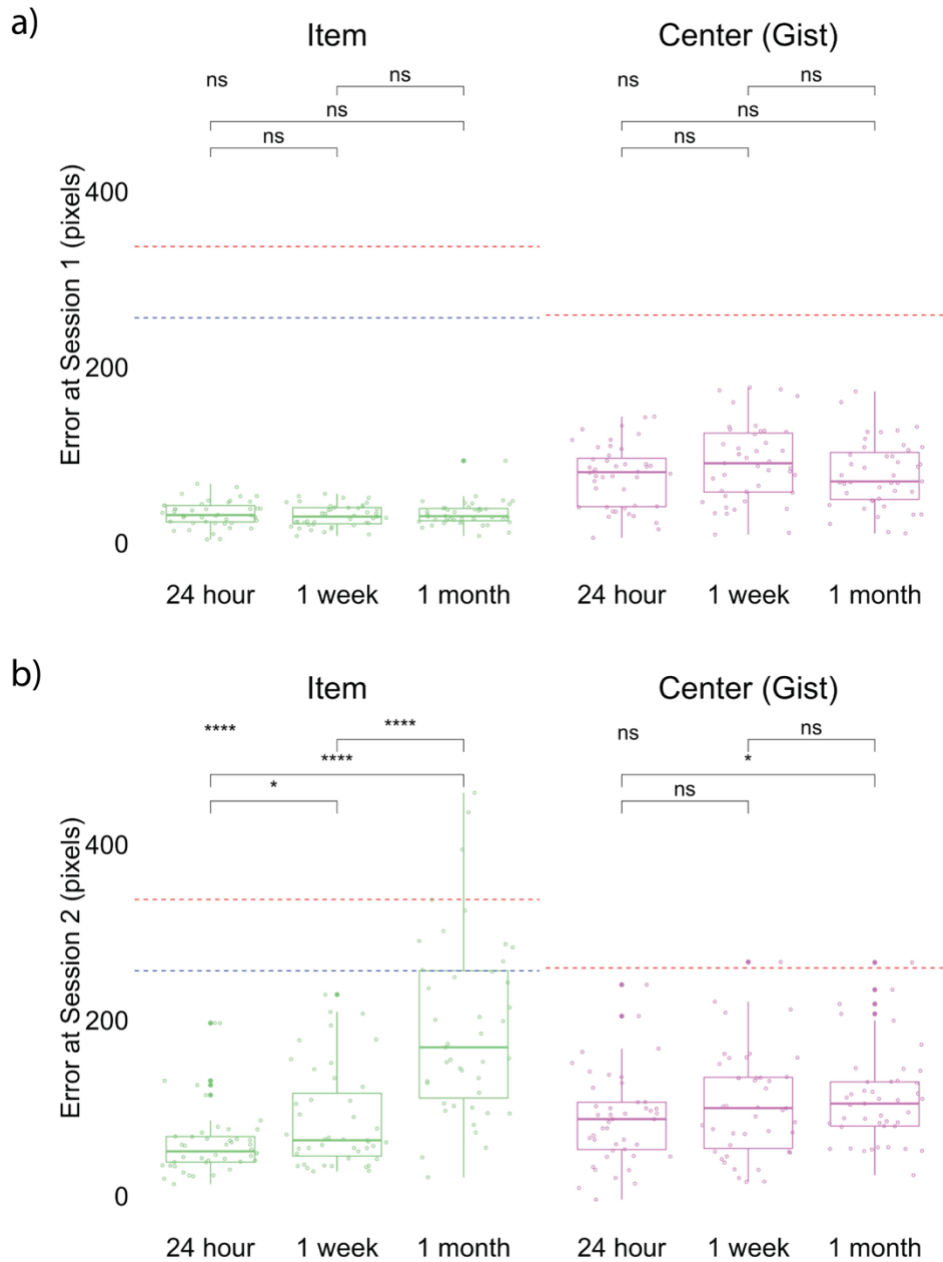 a)
Item
Center (Gist)
ns
ns
ns
ns
ns
ns
ns
ns
Error at Session 1 (pixels)
400
200
0
24 hour
1 week
1 month
24 hour
1 week
1 month
b)
Item
Center (Gist)
****
****
****
*
ns
ns
*
ns
Error at Session 2 (pixels)
400
200
0
24 hour
1 week
1 month
24 hour
1 week
1 month